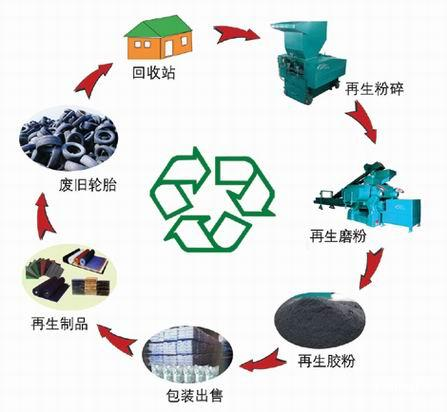 回收站
再生粉碎
再生磨粉
再生胶粉
包装出售
再生制品
废旧轮胎